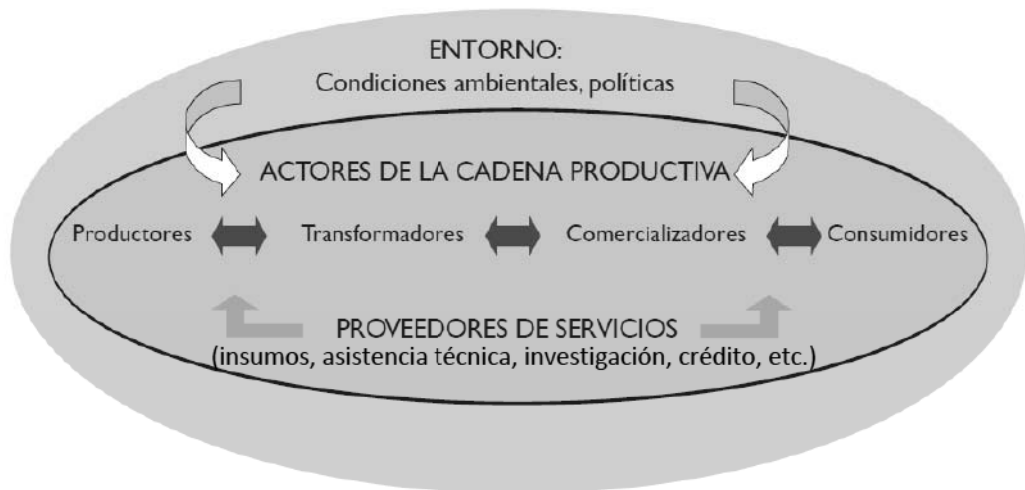 ENTORNO:
Condiciones ambientales, políticas
ACTORES DE LA CADENA PRODUCTIVA
Productores Transformadores Comercializadores Consumidores
PROVEEDORES DE SERVICIOS
(insumos, asistencia técnica, investigación, crédito, etc.)